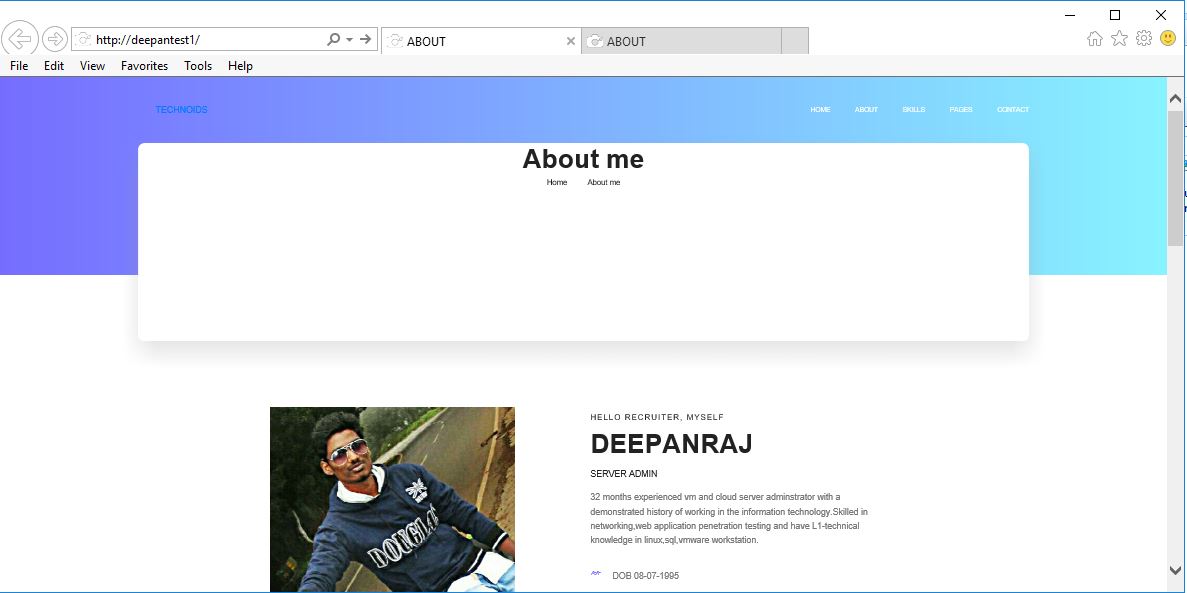 http://deepantest1/
ABOUT
ABOUT
File Edit View Favorites Tools Help
TECHNOIDS
HOME ABOUT SKILLS PAGES CONTACT
About me
Home About me
HELLO RECRUITER, MYSELF
DEEPANRAJ
SERVER ADMIN
32 months experienced vm and cloud server adminstrator with a
demonstrated history of working in the information technology.Skilled in
networking,web application penetration testing and have L1-technical
knowledge in linux,sql,vmware workstation.
DOB 08-07-1995
DOUGLAS